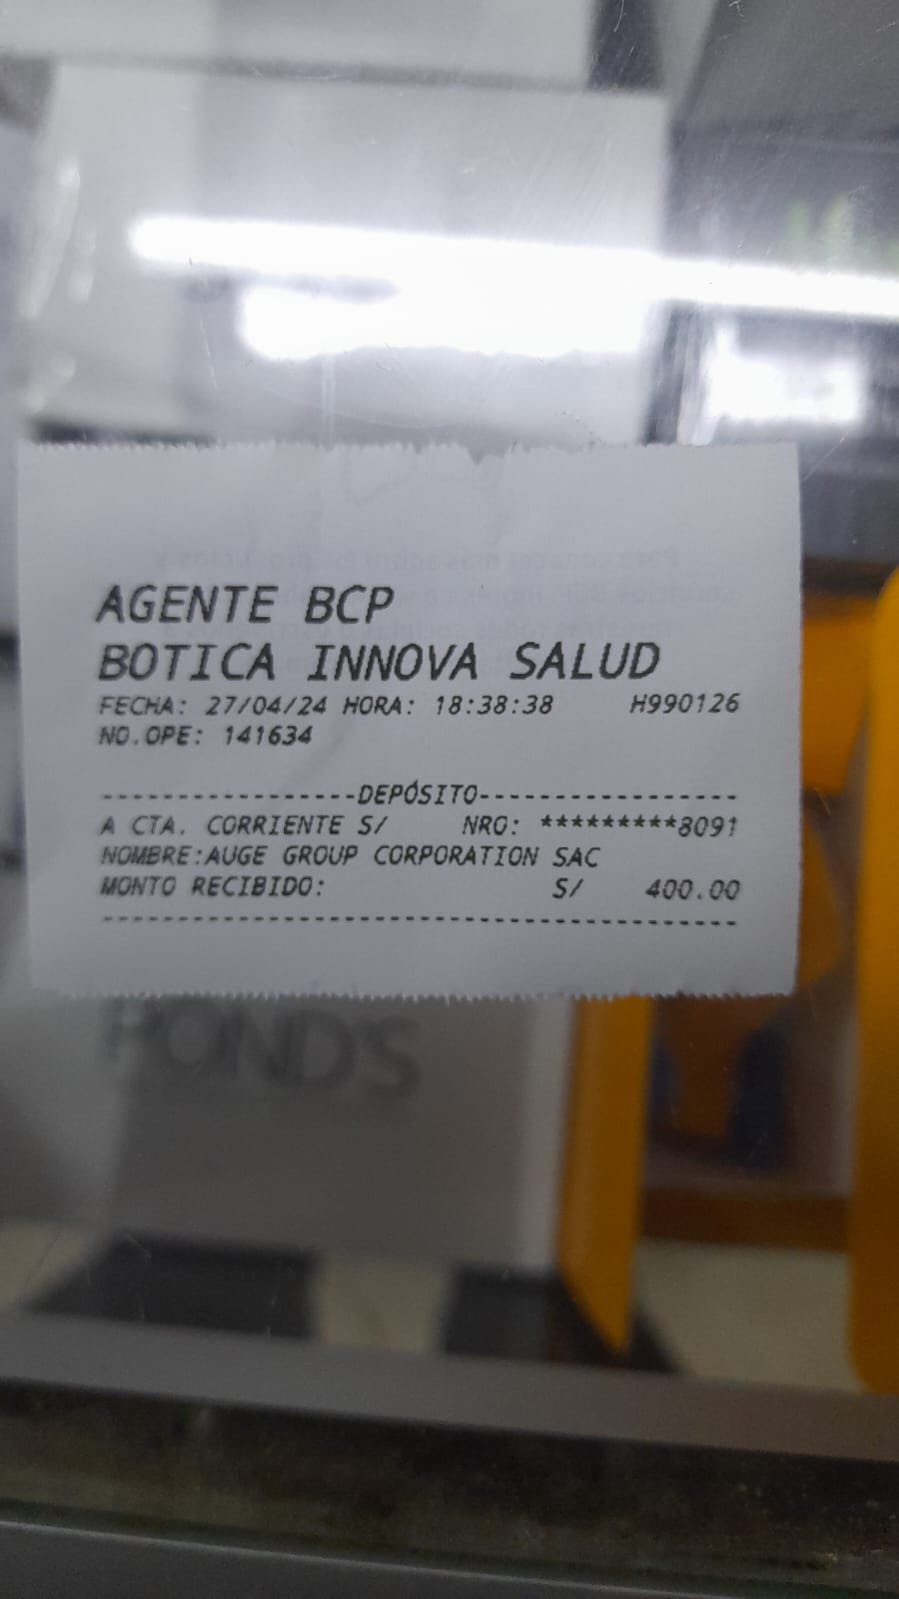 AGENTE BCP
BOTICA INNOVA SALUD
FECHA: 27/04/24 HORA: 18:38:38 H990126
NO.OPE: 141634
-----------------DEPÓSITO-----------------
A CTA. CORRIENTE S/ NRO: *********8091
NOMBRE:AUGE GROUP CORPORATION SAC
MONTO RECIBIDO: S/ 400.00
------------------------------------------
POND'S